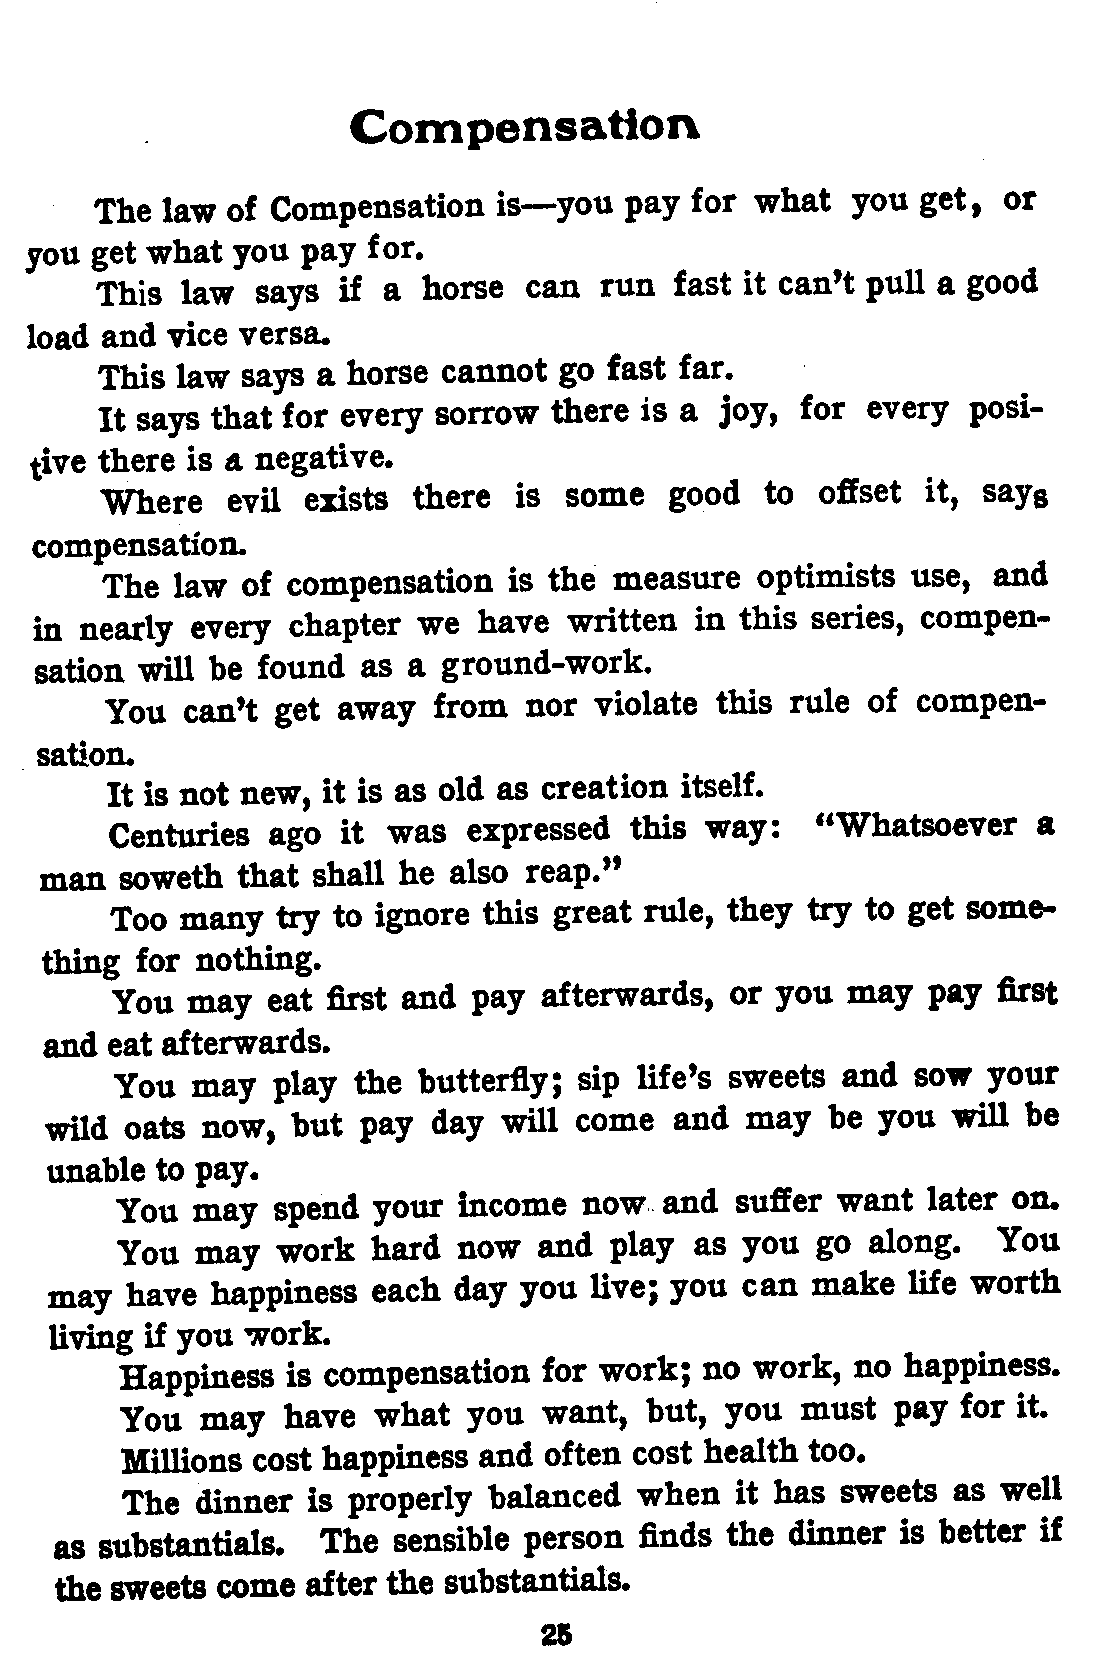 Compensation
The law of Compensation is—you pay for what you get, or
you get what you pay for.
This law says if a horse can run fast it can't pull a good
load and vice versa.
This law says a horse cannot go fast far.
It says that for every sorrow there is a joy, for every posi-
tive there is a negative.
Where evil exists there is some good to offset it, says
compensation.
The law of compensation is the measure optimists use, and
in nearly every chapter we have written in this series, compen-
sation will be found as a ground-work.
You can't get away from nor violate this rule of compen-
sation.
It is not new, it is as old as creation itself.
Centuries ago it was expressed this way: "Whatsoever a
man soweth that shall he also reap."
Too many try to ignore this great rule, they try to get some-
thing for nothing.
You may eat first and pay afterwards, or you may pay first
and eat afterwards.
You may play the butterfly; sip life's sweets and sow your
wild oats now, but pay day will come and may be you will be
unable to pay.
You may spend your income now and suffer want later on.
You may work hard now and play as you go along. You
may have happiness each day you live; you can make life worth
living if you work.
Happiness is compensation for work; no work, no happiness.
You may have what you want, but, you must pay for it.
Millions cost happiness and often cost health too.
The dinner is properly balanced when it has sweets as well
as substantials. The sensible person finds the dinner is better if
the sweets come after the substantials.
25